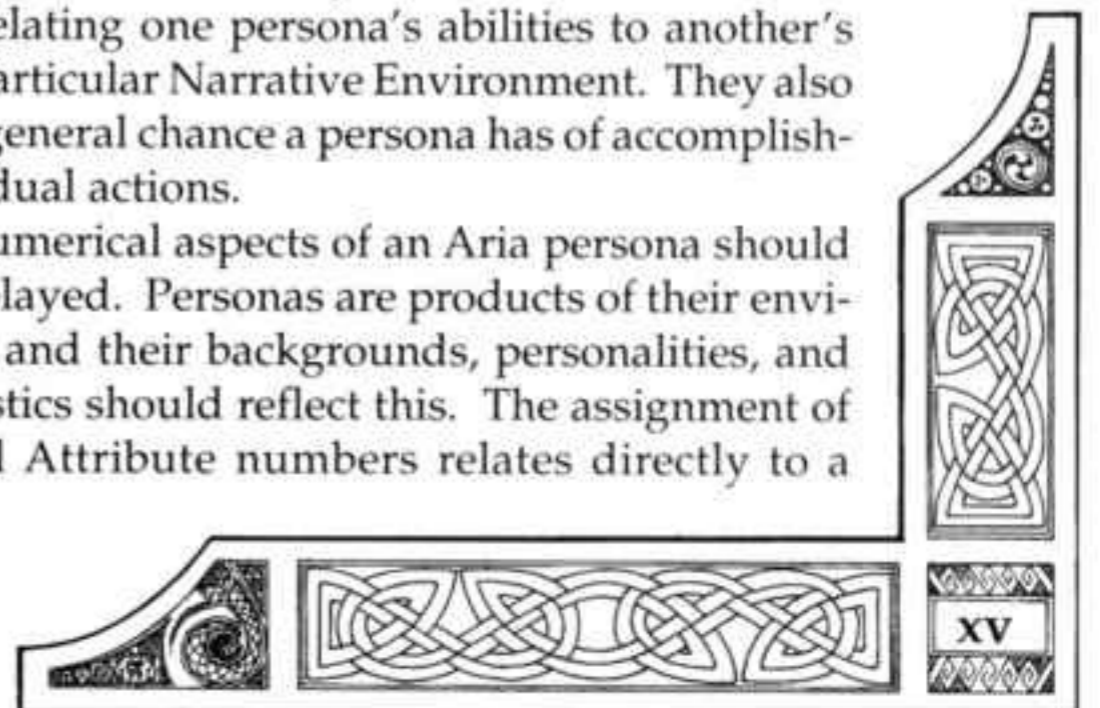 elating one persona's abilities to another's
articular Narrative Environment. They also
general chance a persona has of accomplish-
dual actions.
umerical aspects of an Aria persona should
layed. Personas are products of their envi-
and their backgrounds, personalities, and
stics should reflect this. The assignment of
l Attribute numbers relates directly to a
XV